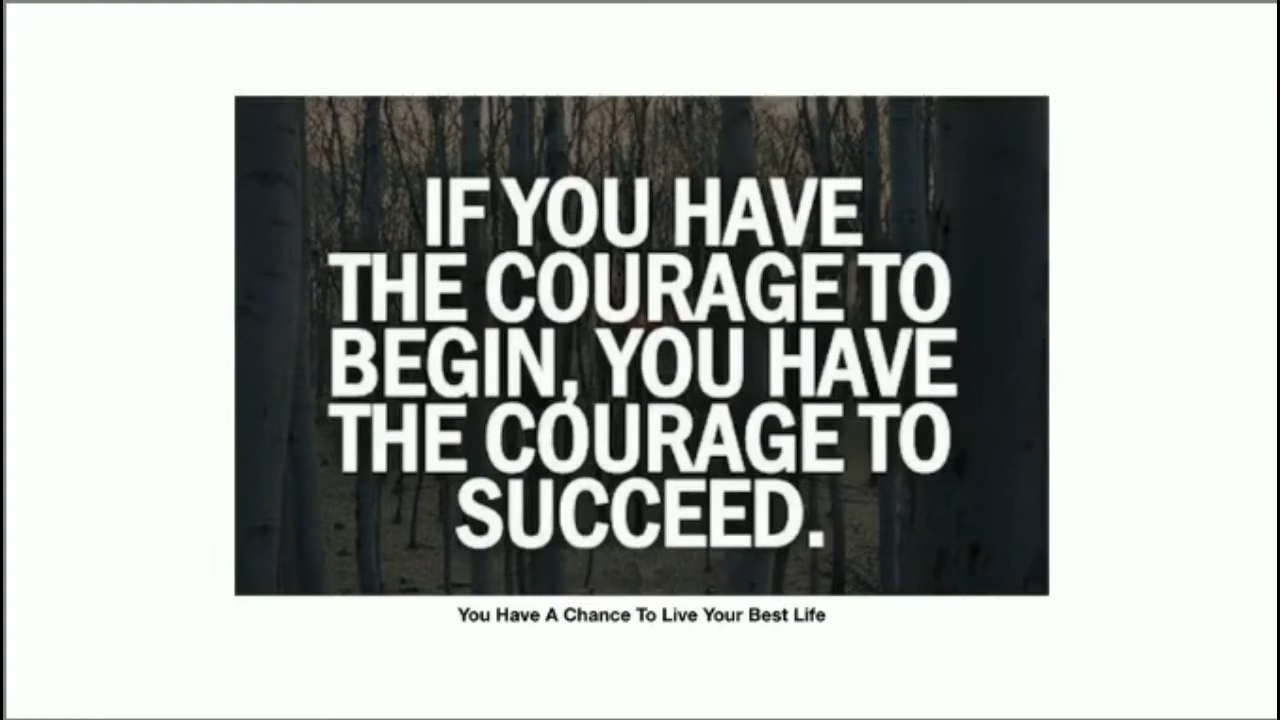 IF YOU HAVE
THE COURAGE TO
BEGIN, YOU HAVE
THE COURAGE TO
SUCCEED.
You Have A Chance To Live Your Best Life